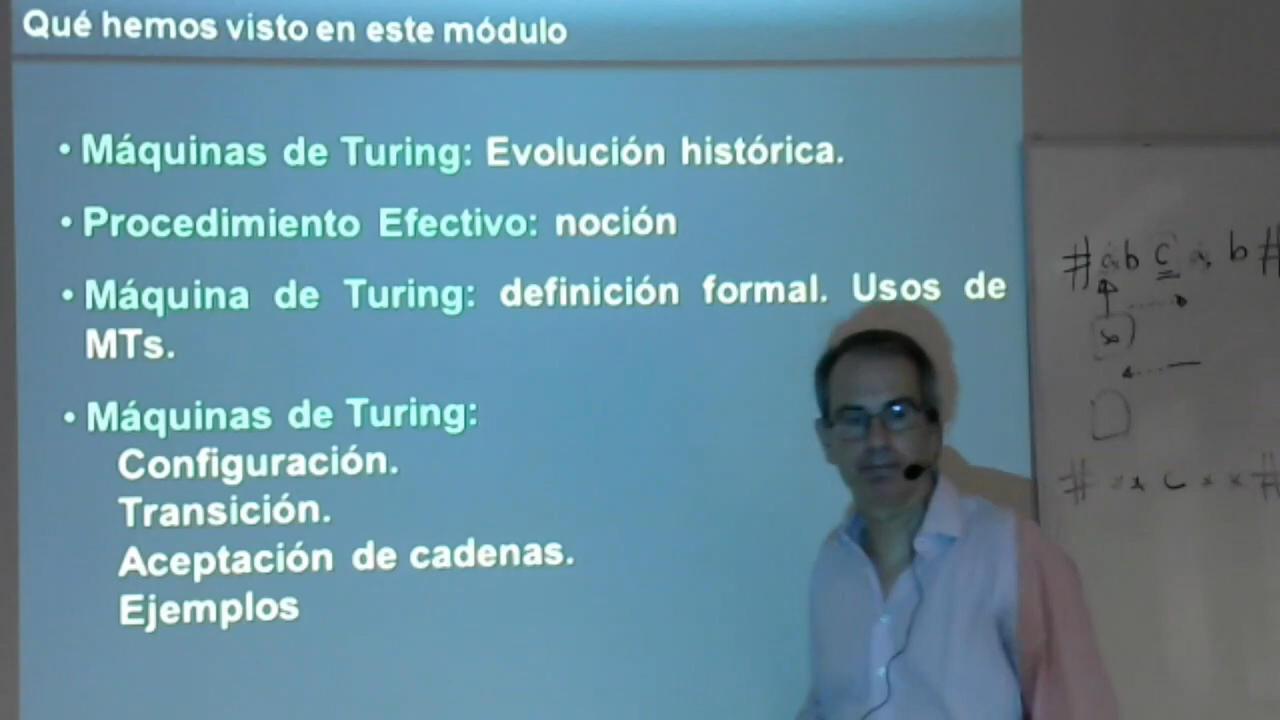 Qué hemos visto en este módulo
• Máquinas de Turing: Evolución histórica.
• Procedimiento Efectivo: noción
• Máquina de Turing: definición formal. Usos de
MTs.
• Máquinas de Turing:
Configuración.
Transición.
Aceptación de cadenas.
Ejemplos
# a b c a b #
# x x c x x #